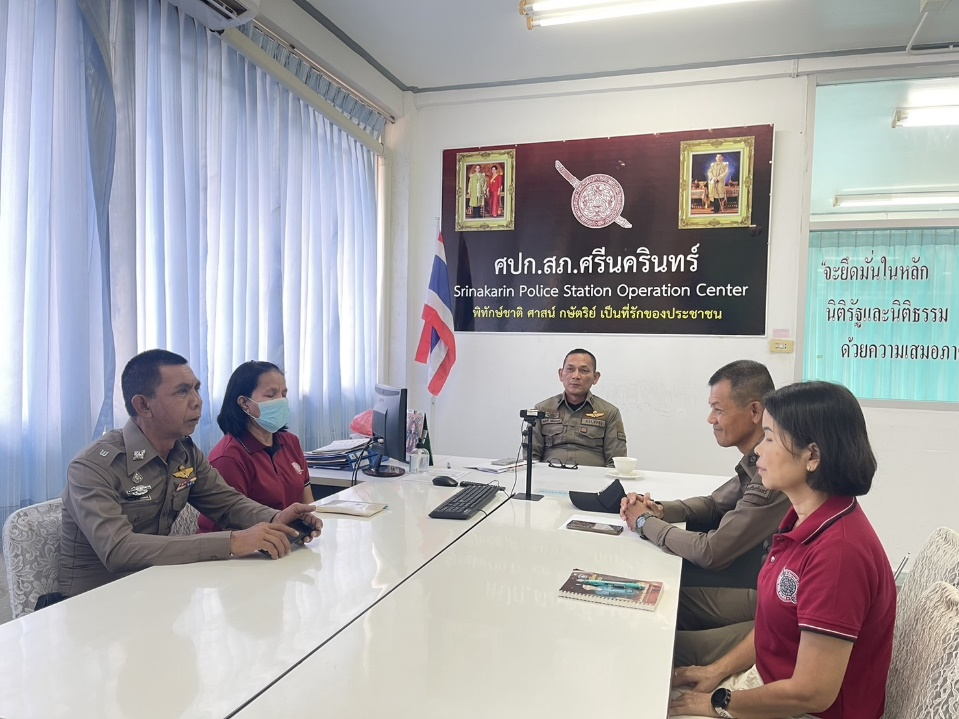 ศปก.สภ.ศรีนครินทร์
Srinakarin Police Station Operation Center
พิทักษ์ชาติ ศาสน์ กษัตริย์ เป็นที่รักของประชาชน
"จะยึดมั่นในหลัก
นิติรัฐและนิติธรรม
ด้วยความเสมอภา